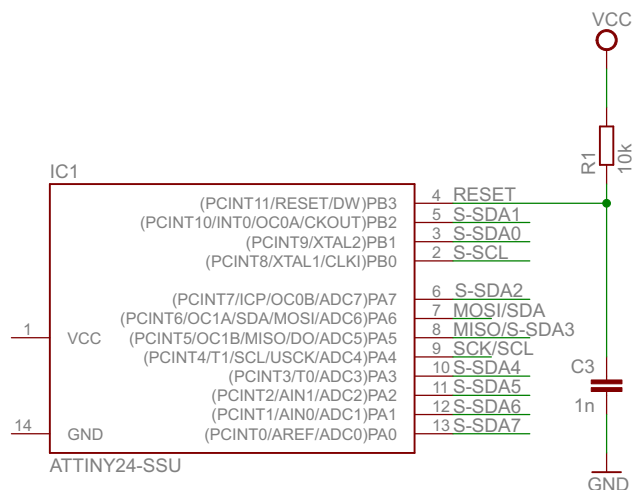 VCC
R1
10k
IC1
(PCINT11/RESET/DW)PB3 4 RESET
(PCINT10/INT0/OC0A/CKOUT)PB2 5 S-SDA1
(PCINT9/XTAL2)PB1 3 S-SDA0
(PCINT8/XTAL1/CLKI)PB0 2 S-SCL
(PCINT7/ICP/OC0B/ADC7)PA7 6 S-SDA2
(PCINT6/OC1A/SDA/MOSI/ADC6)PA6 7 MOSI/SDA
1 VCC (PCINT5/OC1B/MISO/DO/ADC5)PA5 8 MISO/S-SDA3
(PCINT4/T1/SCL/USCK/ADC4)PA4 9 SCK/SCL
(PCINT3/T0/ADC3)PA3 10 S-SDA4
(PCINT2/AIN1/ADC2)PA2 11 S-SDA5
(PCINT1/AIN0/ADC1)PA1 12 S-SDA6
14 GND (PCINT0/AREF/ADC0)PA0 13 S-SDA7
ATTINY24-SSU
C3
1n
GND